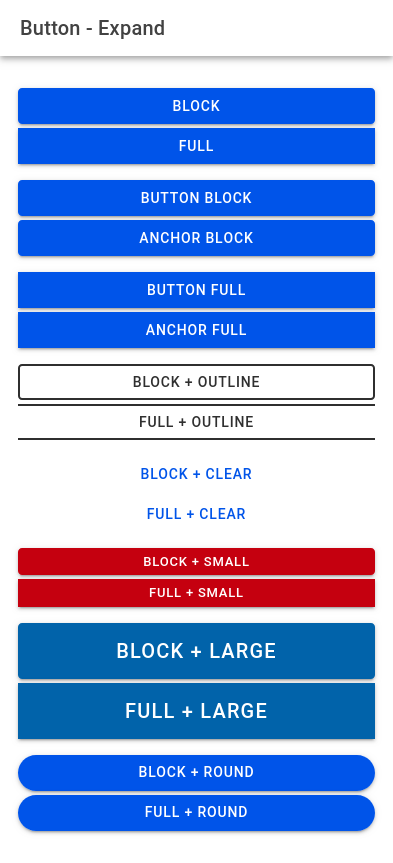 Button - Expand
BLOCK
FULL
BUTTON BLOCK
ANCHOR BLOCK
BUTTON FULL
ANCHOR FULL
BLOCK + OUTLINE
FULL + OUTLINE
BLOCK + CLEAR
FULL + CLEAR
BLOCK + SMALL
FULL + SMALL
BLOCK + LARGE
FULL + LARGE
BLOCK + ROUND
FULL + ROUND